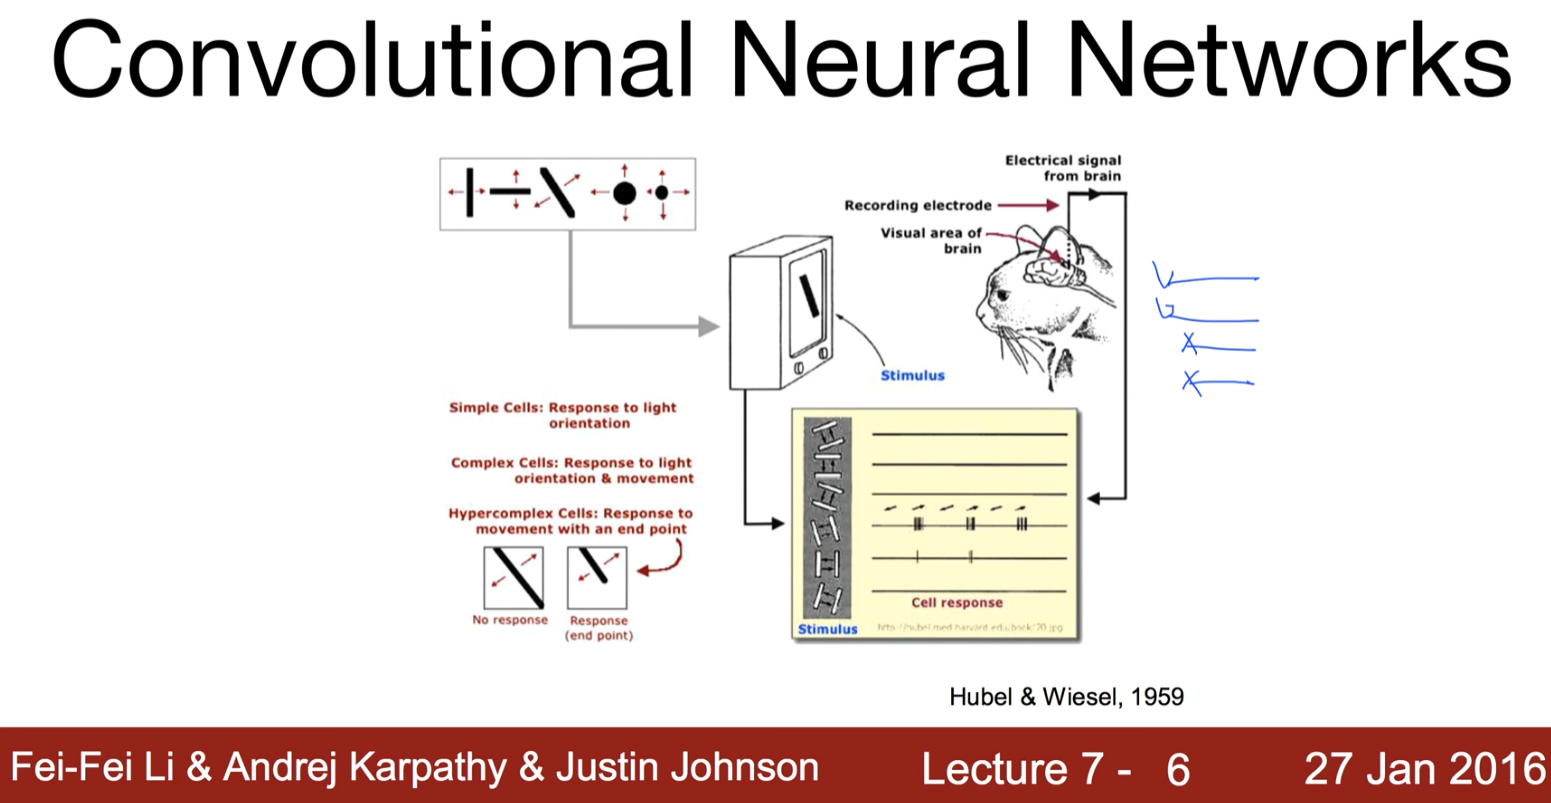 Convolutional Neural Networks
Electrical signal
from brain
Recording electrode
Visual area of
brain
Stimulus
Simple Cells: Response to light
orientation
Complex Cells: Response to light
orientation & movement
Hypercomplex Cells: Response to
movement with an end point
No response
Response
(end point)
Cell response
Stimulus
http://hubel.med.harvard.edu/book/20.jpg
Hubel & Wiesel, 1959
Fei-Fei Li & Andrej Karpathy & Justin Johnson
Lecture 7 - 6
27 Jan 2016